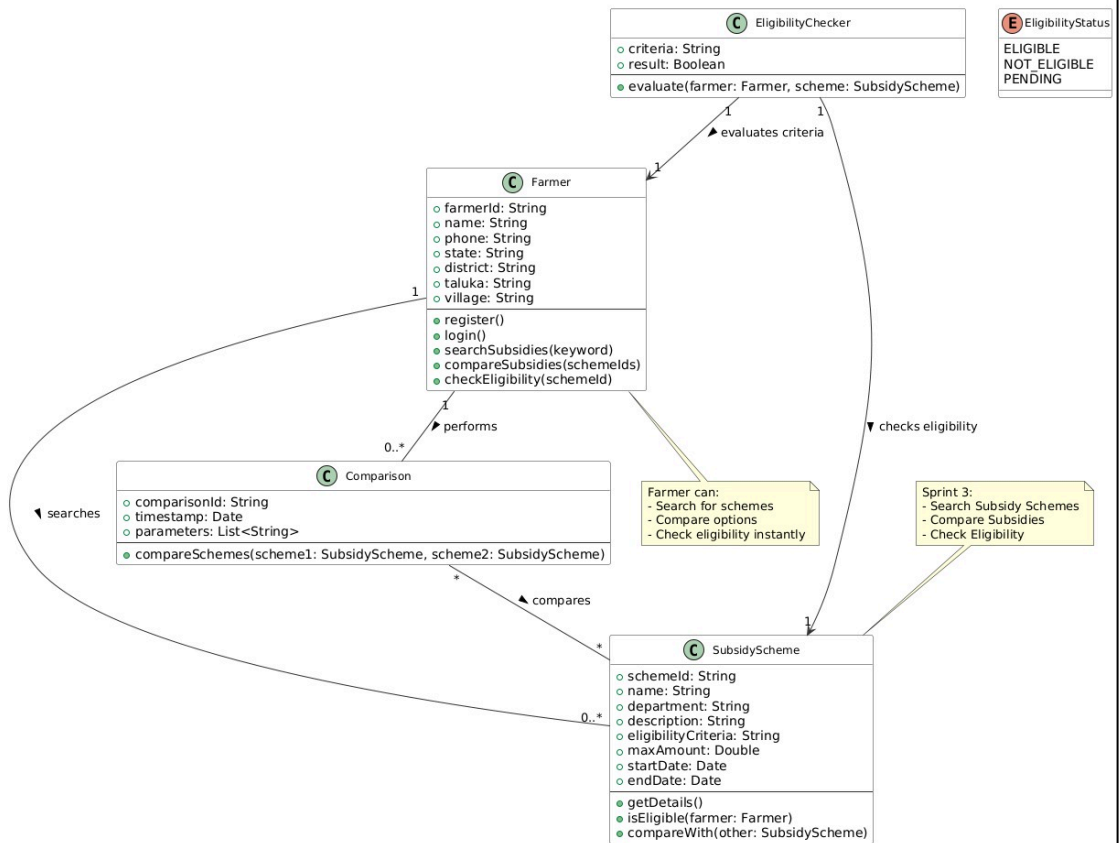 C EligibilityChecker
criteria: String
result: Boolean
evaluate(farmer: Farmer, scheme: SubsidyScheme)
E EligibilityStatus
ELIGIBLE
NOT_ELIGIBLE
PENDING
1
1
evaluates criteria
1
C Farmer
farmerId: String
name: String
phone: String
state: String
district: String
taluka: String
village: String
register()
login()
searchSubsidies(keyword)
compareSubsidies(schemeIds)
checkEligibility(schemeId)
1
1
performs
0..*
checks eligibility
C Comparison
comparisonId: String
timestamp: Date
parameters: List<String>
compareSchemes(scheme1: SubsidyScheme, scheme2: SubsidyScheme)
Farmer can:
- Search for schemes
- Compare options
- Check eligibility instantly
Sprint 3:
- Search Subsidy Schemes
- Compare Subsidies
- Check Eligibility
searches
*
compares
*
1
0..*
C SubsidyScheme
schemeId: String
name: String
department: String
description: String
eligibilityCriteria: String
maxAmount: Double
startDate: Date
endDate: Date
getDetails()
isEligible(farmer: Farmer)
compareWith(other: SubsidyScheme)